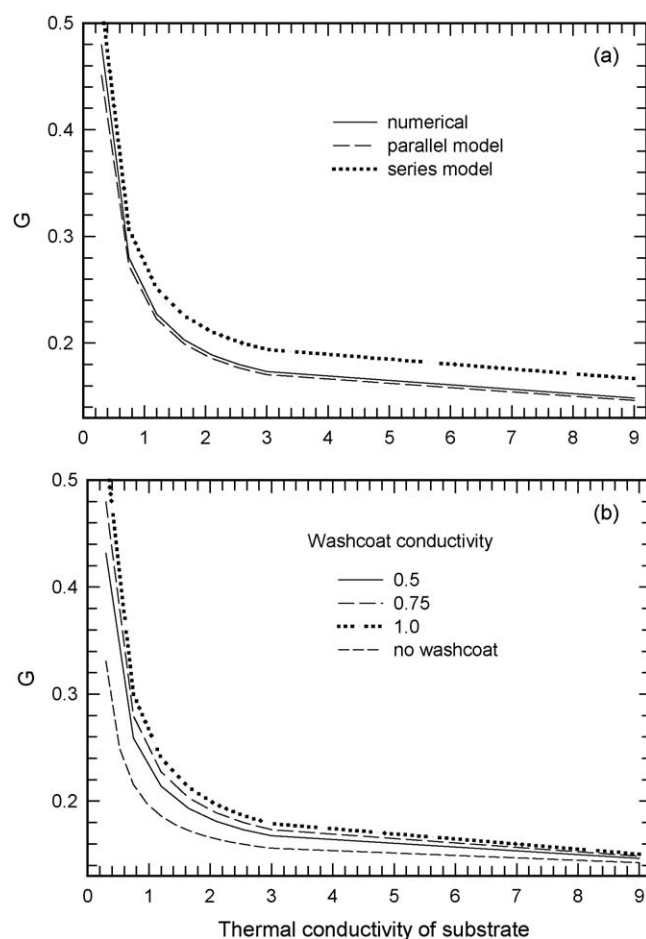 0.5
(a)
numerical
parallel model
series model
0.4
G
0.3
0.2
0 1 2 3 4 5 6 7 8 9
0.5
(b)
Washcoat conductivity
0.5
0.75
1.0
no washcoat
0.4
G
0.3
0.2
0 1 2 3 4 5 6 7 8 9
Thermal conductivity of substrate